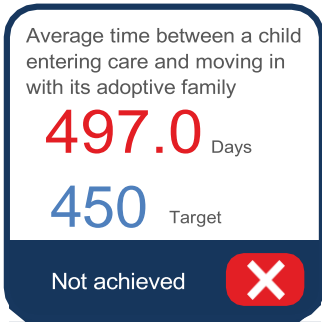 Average time between a child
entering care and moving in
with its adoptive family
497.0 Days
450 Target
Not achieved